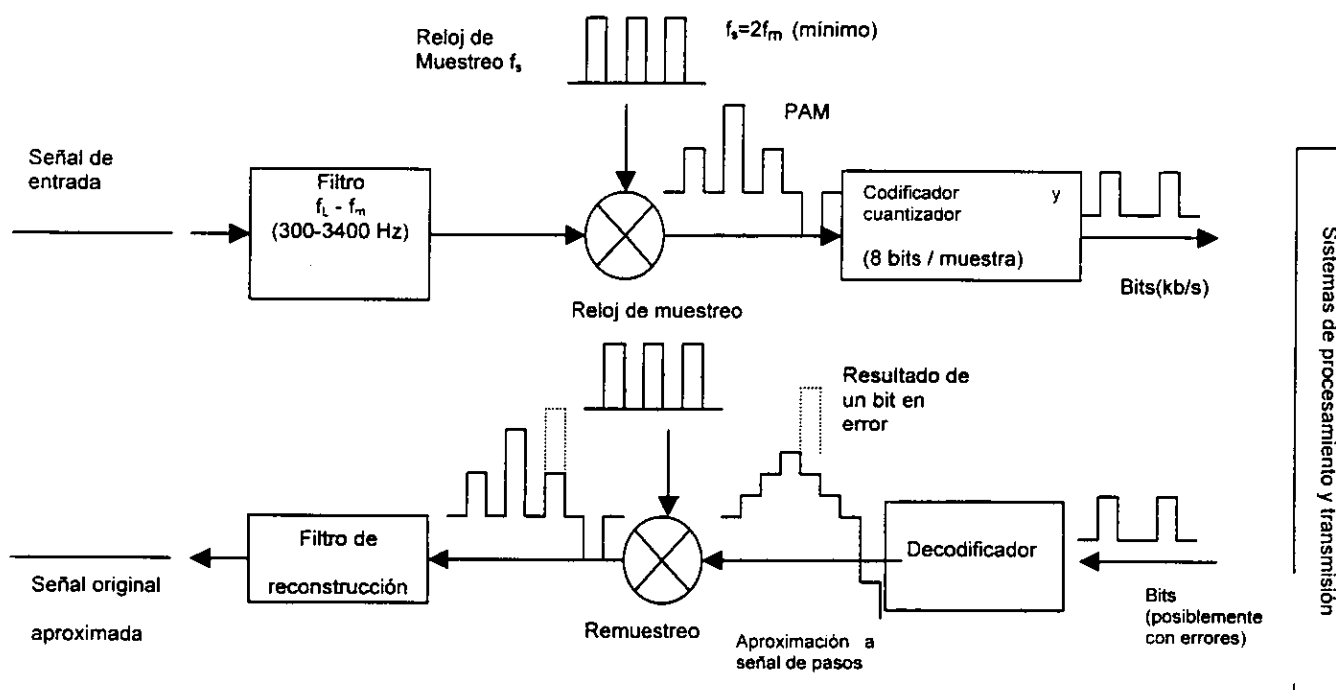 Reloj de
Muestreo fₛ
fₛ=2fₘ (mínimo)
PAM
Señal de
entrada
Filtro
f_L - fₘ
(300-3400 Hz)
Codificador y
cuantizador
(8 bits / muestra)
Bits(kb/s)
Reloj de muestreo
Resultado de
un bit en
error
Filtro de
reconstrucción
Decodificador
Señal original
aproximada
Remuestreo
Aproximación a
señal de pasos
Bits
(posiblemente
con errores)
Sistemas de procesamiento y transmisión